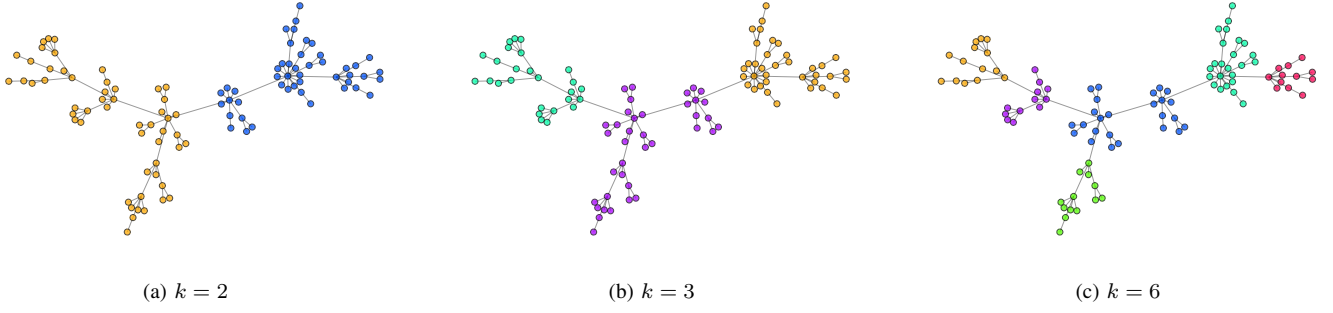 (a) k = 2
(b) k = 3
(c) k = 6